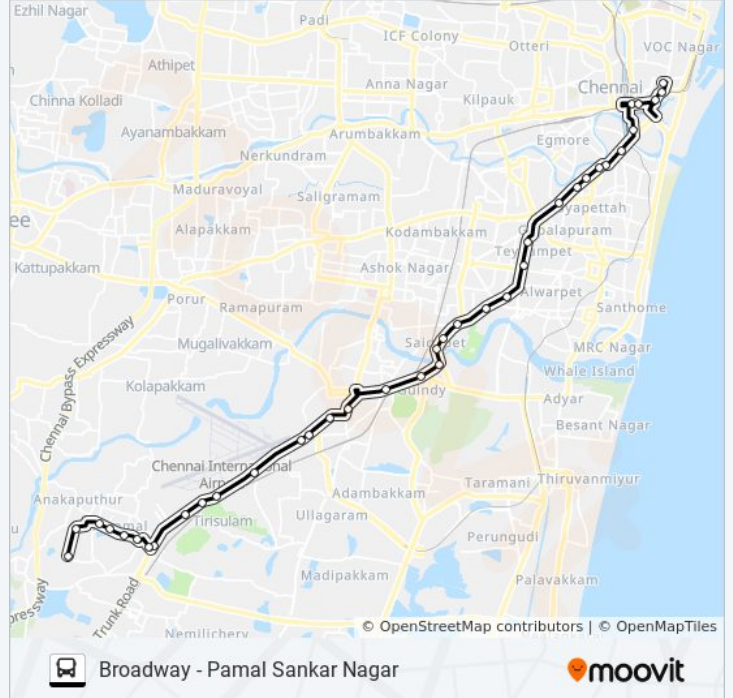 Ezhil Nagar
Padi
ICF Colony
Otteri
VOC Nagar
Athipet
Anna Nagar
Chennai
Chinna Kolladi
Kilpauk
Ayanambakkam
Arumbakkam
Egmore
Nerkundram
Maduravoyal
Saligramam
Alapakkam
Kodambakkam
Kattupakkam
Ashok Nagar
Alwarpet
Porur
Ramapuram
Santhome
Mugalivakkam
MRC Nagar
Whale Island
Kolapakkam
Chennai Bypass Expressway
Guindy
Adyar
Besant Nagar
Chennai International
Taramani
Thiruvanmiyur
Anakaputhur
Adambakkam
Tirisulam
Ullagaram
Perungudi
Madipakkam
Palavakkam
Trunk Road
Nemilichery
© OpenStreetMap contributors | © OpenMapTiles
Broadway - Pamal Sankar Nagar
moovit